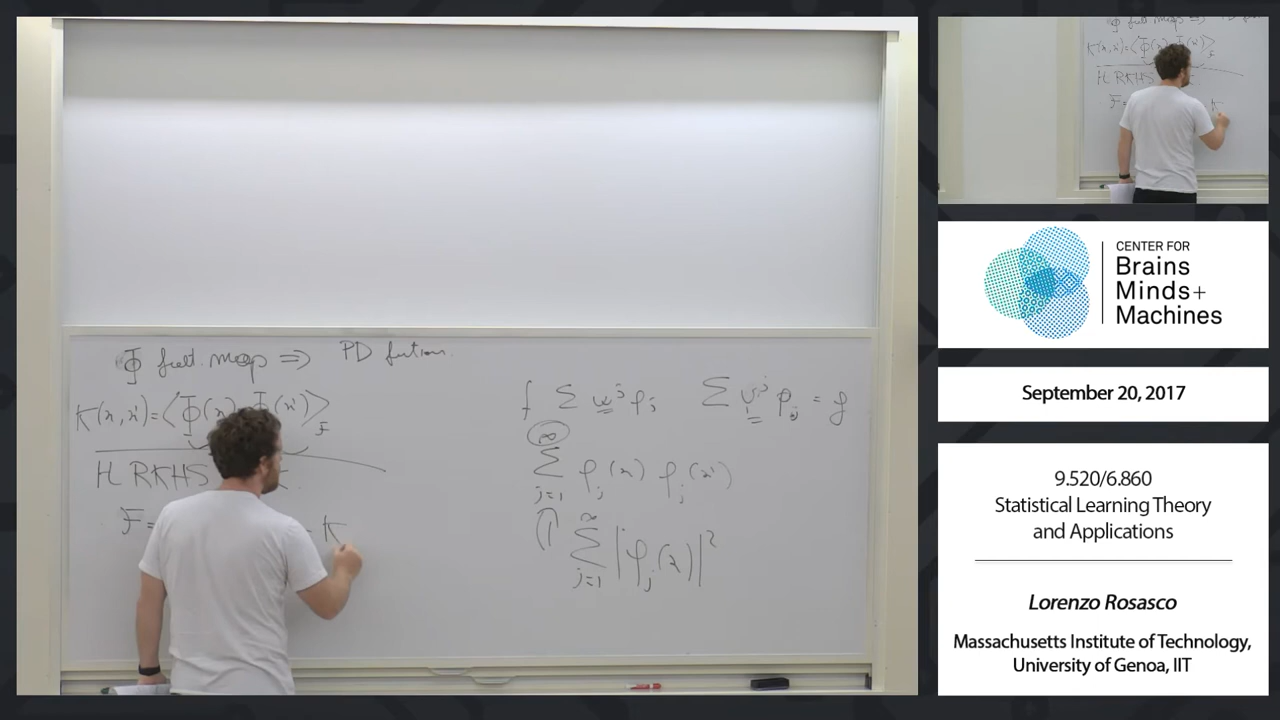 Φ feat. map ⇒ PD function.
K(x,x') = ⟨Φ(x) Φ(x')⟩_F
H RKHS
F = K
f Σ w^j φ_j Σ v^j φ_j = g
∞
Σ φ_j(x) φ_j(x')
j=1
⇑ ∞
Σ |φ_j(x)|²
j=1
CENTER FOR
Brains
Minds+
Machines
September 20, 2017
9.520/6.860
Statistical Learning Theory
and Applications
Lorenzo Rosasco
Massachusetts Institute of Technology,
University of Genoa, IIT